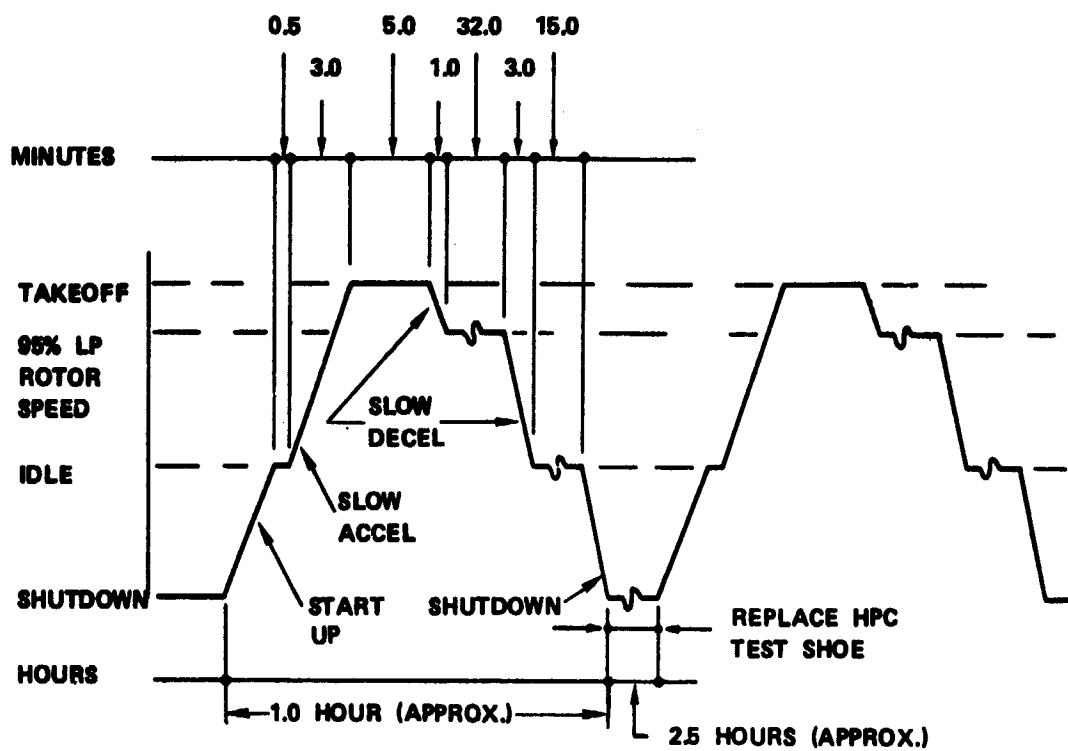 0.5 5.0 32.0 15.0
3.0 1.0 3.0
MINUTES
TAKEOFF
95% LP
ROTOR
SPEED
SLOW
DECEL
IDLE
SLOW
ACCEL
SHUTDOWN
START
UP
SHUTDOWN
REPLACE HPC
TEST SHOE
HOURS
1.0 HOUR (APPROX.)
2.5 HOURS (APPROX.)